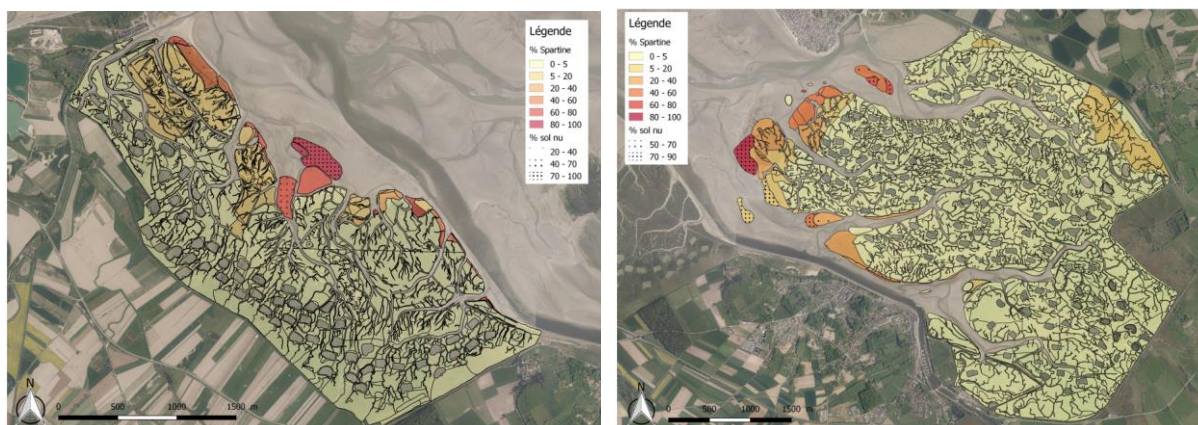 Légende
% Spartine
0 - 5
5 - 20
20 - 40
40 - 60
60 - 80
80 - 100
% sol nu
20 - 40
40 - 70
70 - 100
N
0 500 1000 1500 m
Légende
% Spartine
0 - 5
5 - 20
20 - 40
40 - 60
60 - 80
80 - 100
% sol nu
50 - 70
70 - 90
N
0 500 1000 1500 m